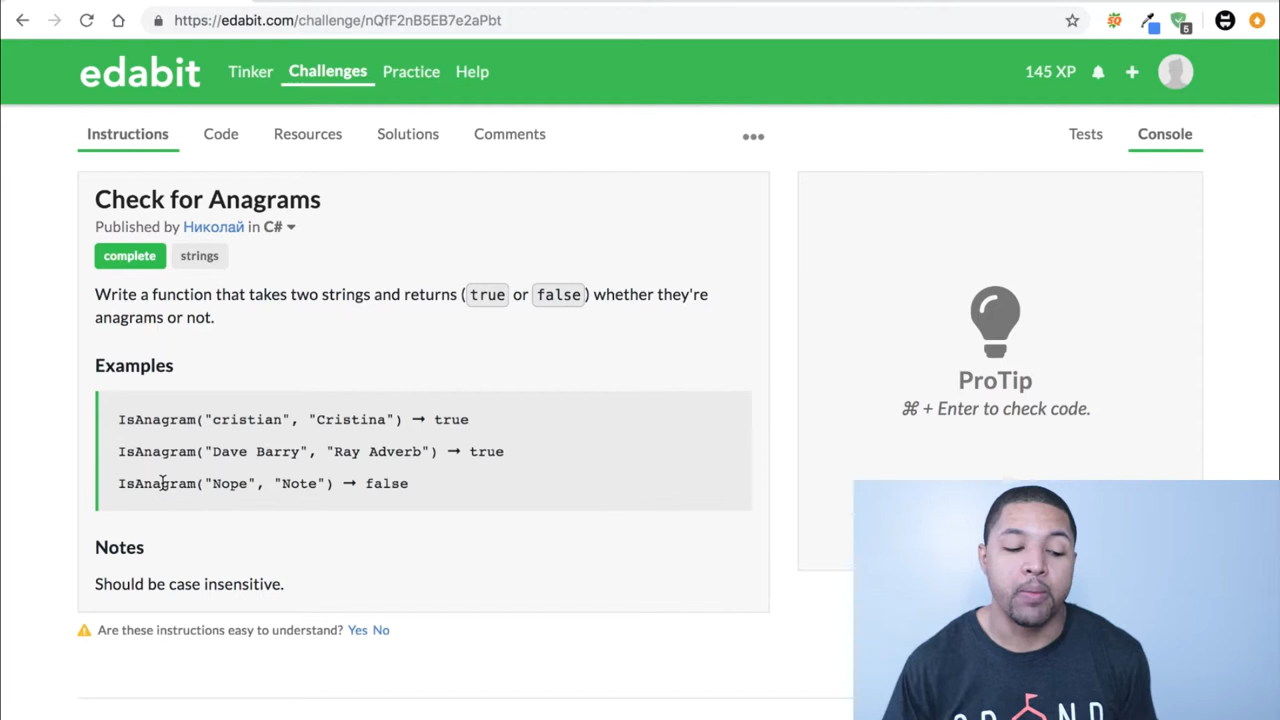 https://edabit.com/challenge/nQfF2nB5EB7e2aPbt
5
edabit Tinker Challenges Practice Help 145 XP
Instructions Code Resources Solutions Comments Tests Console
Check for Anagrams
Published by Николай in C#
complete strings
Write a function that takes two strings and returns (true or false) whether they're
anagrams or not.
Examples
IsAnagram("cristian", "Cristina") → true
IsAnagram("Dave Barry", "Ray Adverb") → true
IsAnagram("Nope", "Note") → false
Notes
Should be case insensitive.
Are these instructions easy to understand? Yes No
ProTip
⌘ + Enter to check code.